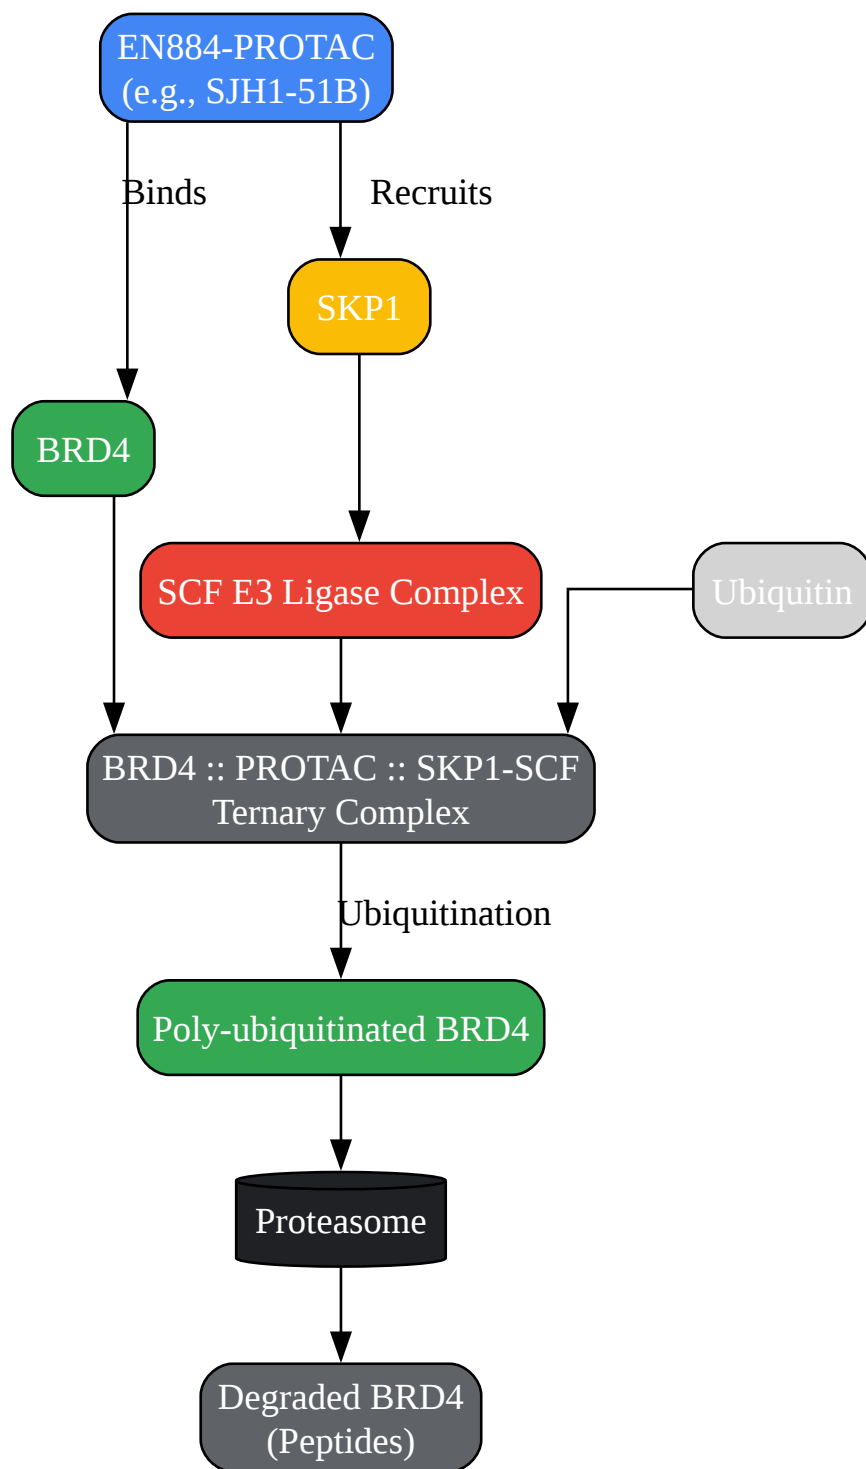 EN884-PROTAC
(e.g., SJH1-51B)
Binds
Recruits
SKP1
BRD4
SCF E3 Ligase Complex
Ubiquitin
BRD4 :: PROTAC :: SKP1-SCF
Ternary Complex
Ubiquitination
Poly-ubiquitinated BRD4
Proteasome
Degraded BRD4
(Peptides)